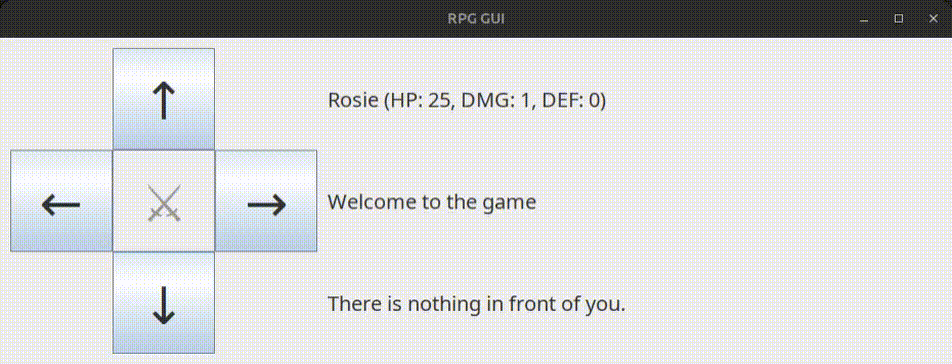 RPG GUI
Rosie (HP: 25, DMG: 1, DEF: 0)
Welcome to the game
There is nothing in front of you.